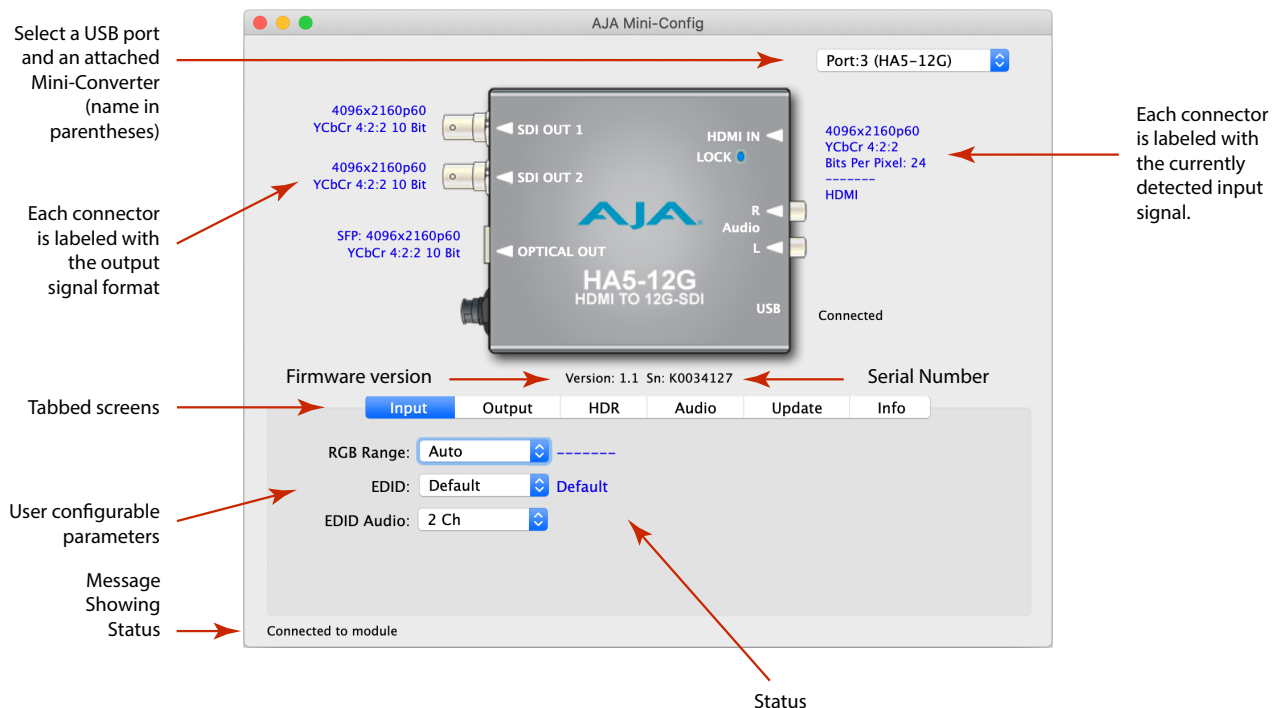 AJA Mini-Config
Select a USB port
and an attached
Mini-Converter
(name in
parentheses)
Port:3 (HA5-12G)
4096x2160p60
YCbCr 4:2:2 10 Bit
4096x2160p60
YCbCr 4:2:2 10 Bit
SFP: 4096x2160p60
YCbCr 4:2:2 10 Bit
SDI OUT 1
SDI OUT 2
OPTICAL OUT
HDMI IN
LOCK
AJA
R
Audio
L
HA5-12G
HDMI TO 12G-SDI
USB
4096x2160p60
YCbCr 4:2:2
Bits Per Pixel: 24
-------
HDMI
Connected
Each connector
is labeled with
the currently
detected input
signal.
Each connector
is labeled with
the output
signal format
Firmware version
Version: 1.1 Sn: K0034127
Serial Number
Tabbed screens
Input Output HDR Audio Update Info
RGB Range: Auto -------
EDID: Default Default
EDID Audio: 2 Ch
User configurable
parameters
Message
Showing
Status
Connected to module
Status